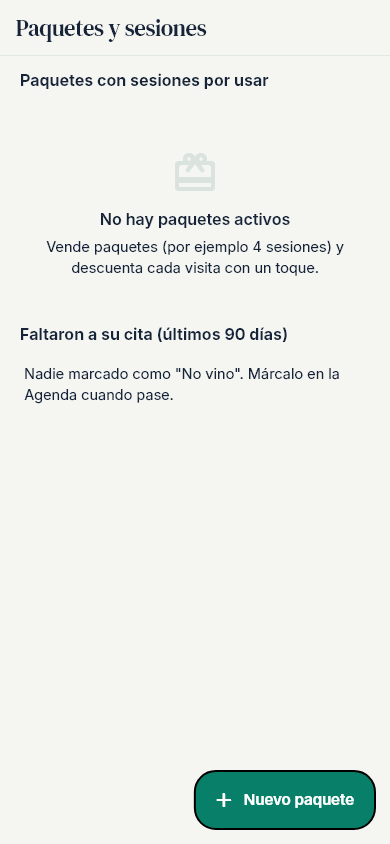 Paquetes y sesiones
Paquetes con sesiones por usar
No hay paquetes activos
Vende paquetes (por ejemplo 4 sesiones) y
descuenta cada visita con un toque.
Faltaron a su cita (últimos 90 días)
Nadie marcado como "No vino". Márcalo en la
Agenda cuando pase.
Nuevo paquete